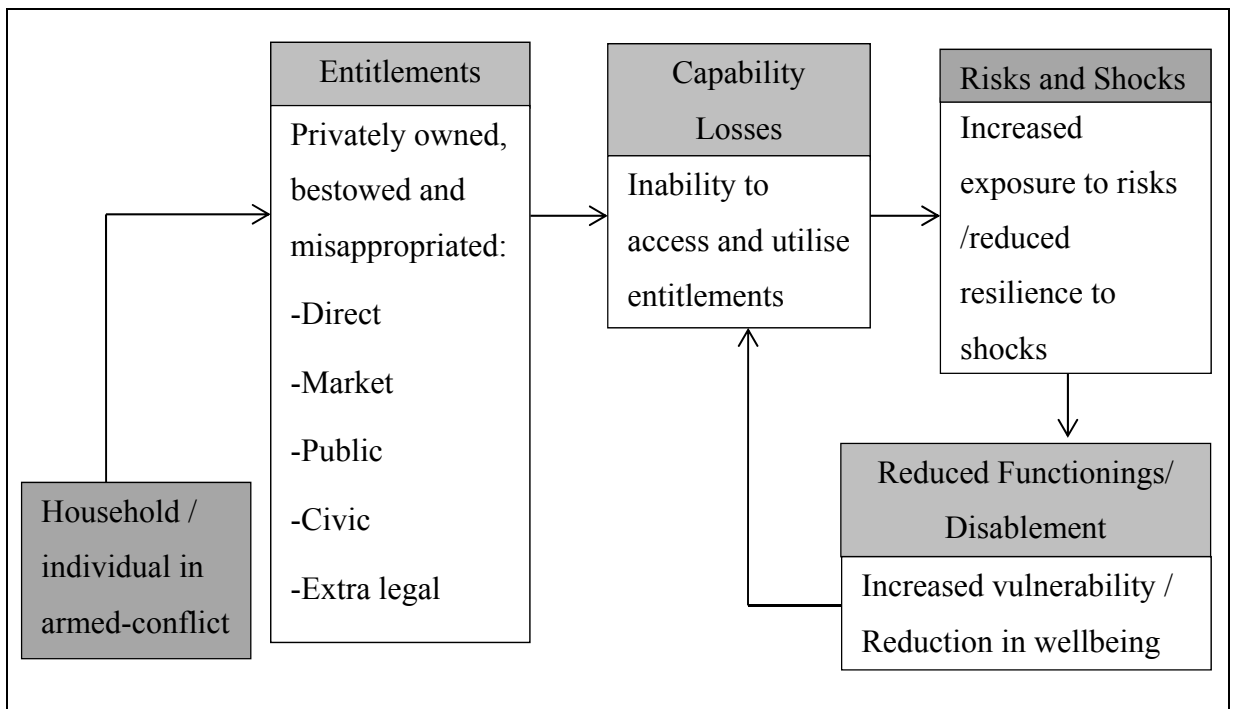 Household /
individual in
armed-conflict
Entitlements
Privately owned,
bestowed and
misappropriated:
-Direct
-Market
-Public
-Civic
-Extra legal
Capability
Losses
Inability to
access and utilise
entitlements
Risks and Shocks
Increased
exposure to risks
/reduced
resilience to
shocks
Reduced Functionings/
Disablement
Increased vulnerability /
Reduction in wellbeing